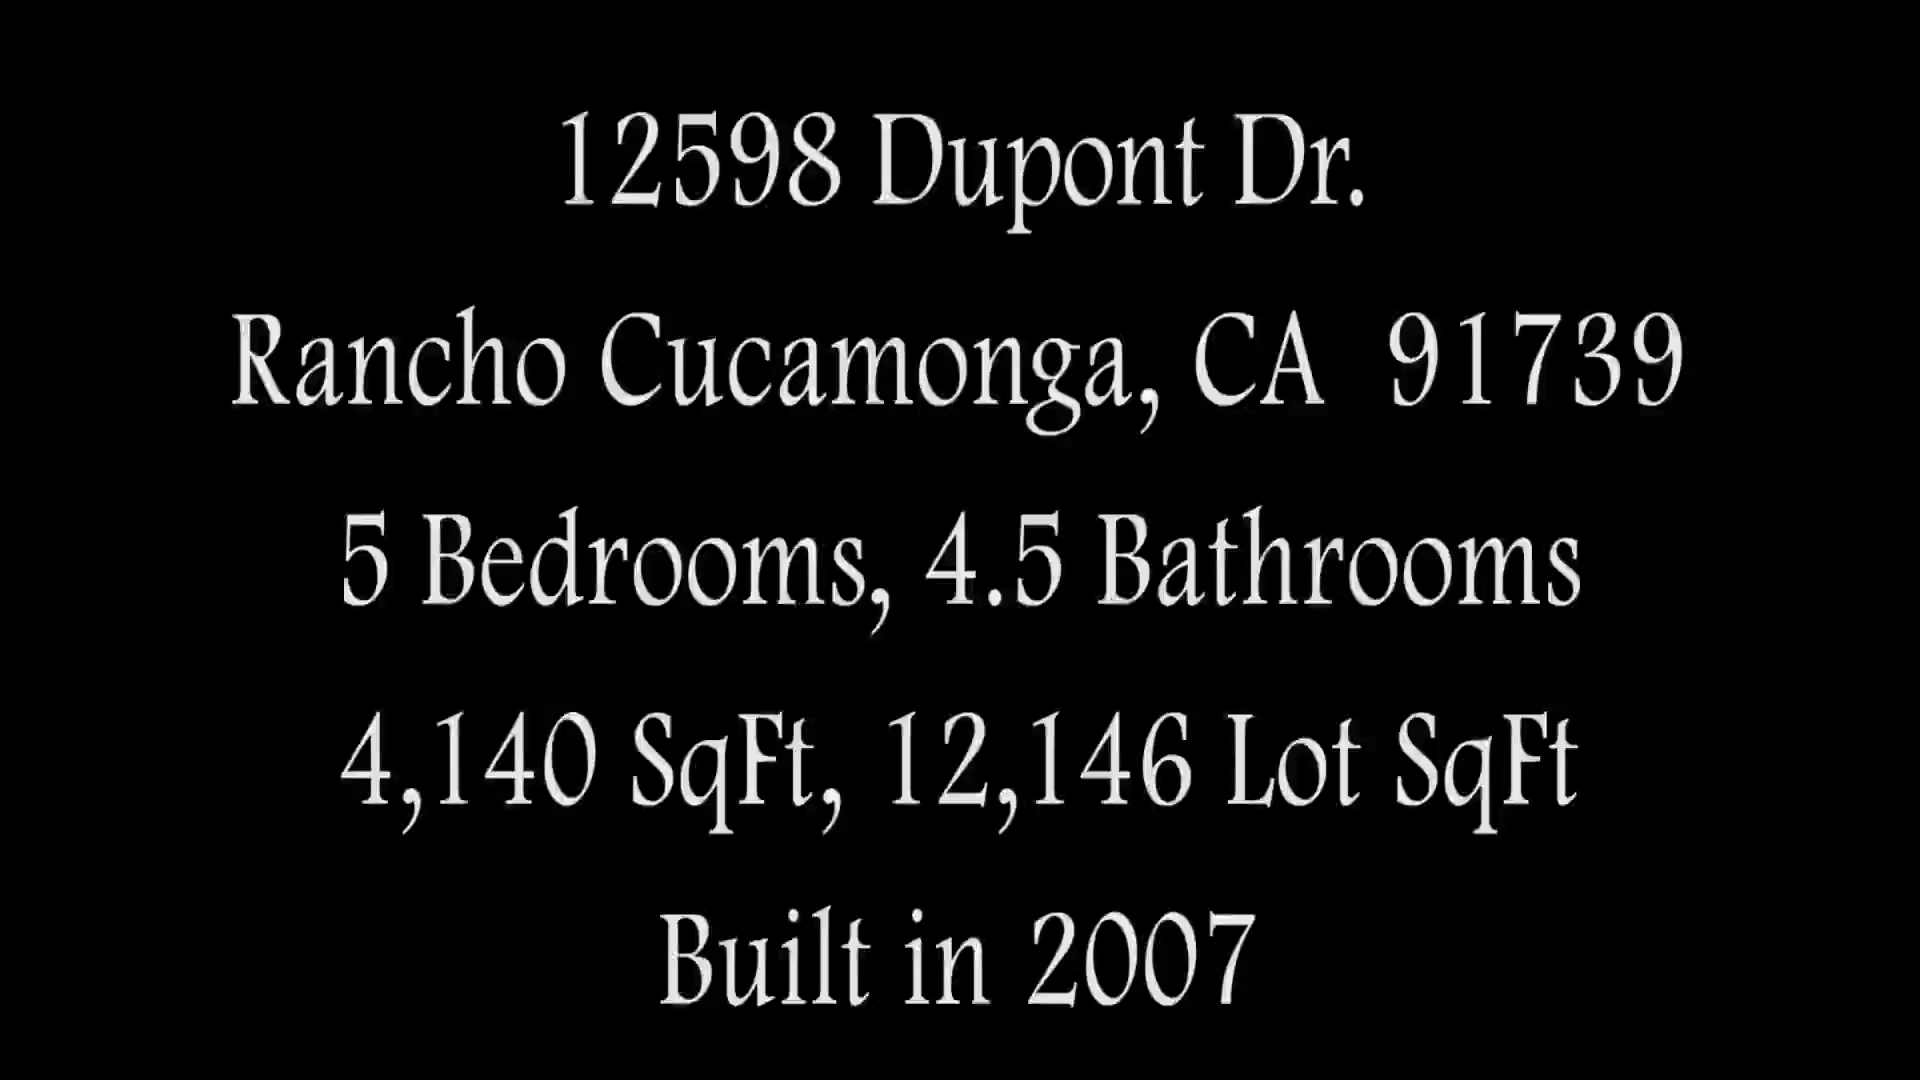 12598 Dupont Dr.
Rancho Cucamonga, CA  91739
5 Bedrooms, 4.5 Bathrooms
4,140 SqFt, 12,146 Lot SqFt
Built in 2007